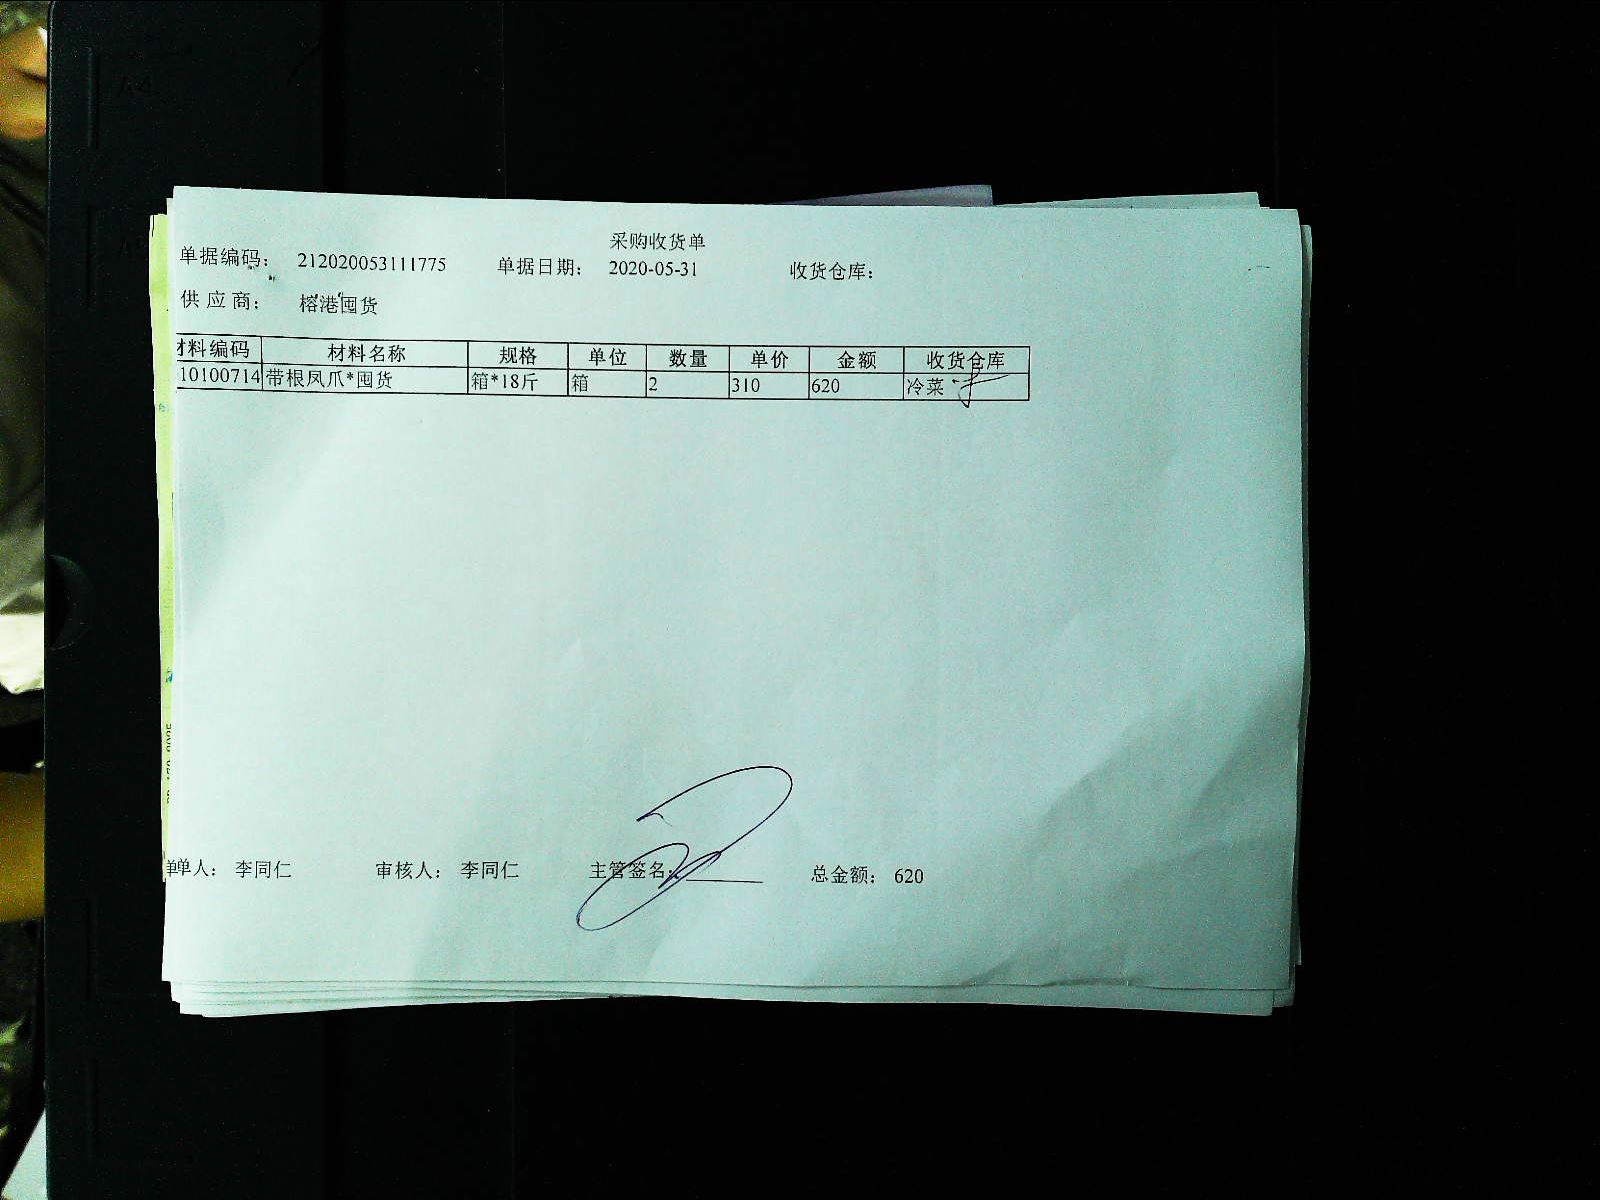 采购收货单
单据编码： 212020053111775 单据日期： 2020-05-31 收货仓库：
供应商： 榕港囤货
材料编码 材料名称 规格 单位 数量 单价 金额 收货仓库
10100714 带根凤爪*囤货 箱*18斤 箱 2 310 620 冷菜
单人： 李同仁 审核人： 李同仁 主管签名： 总金额： 620